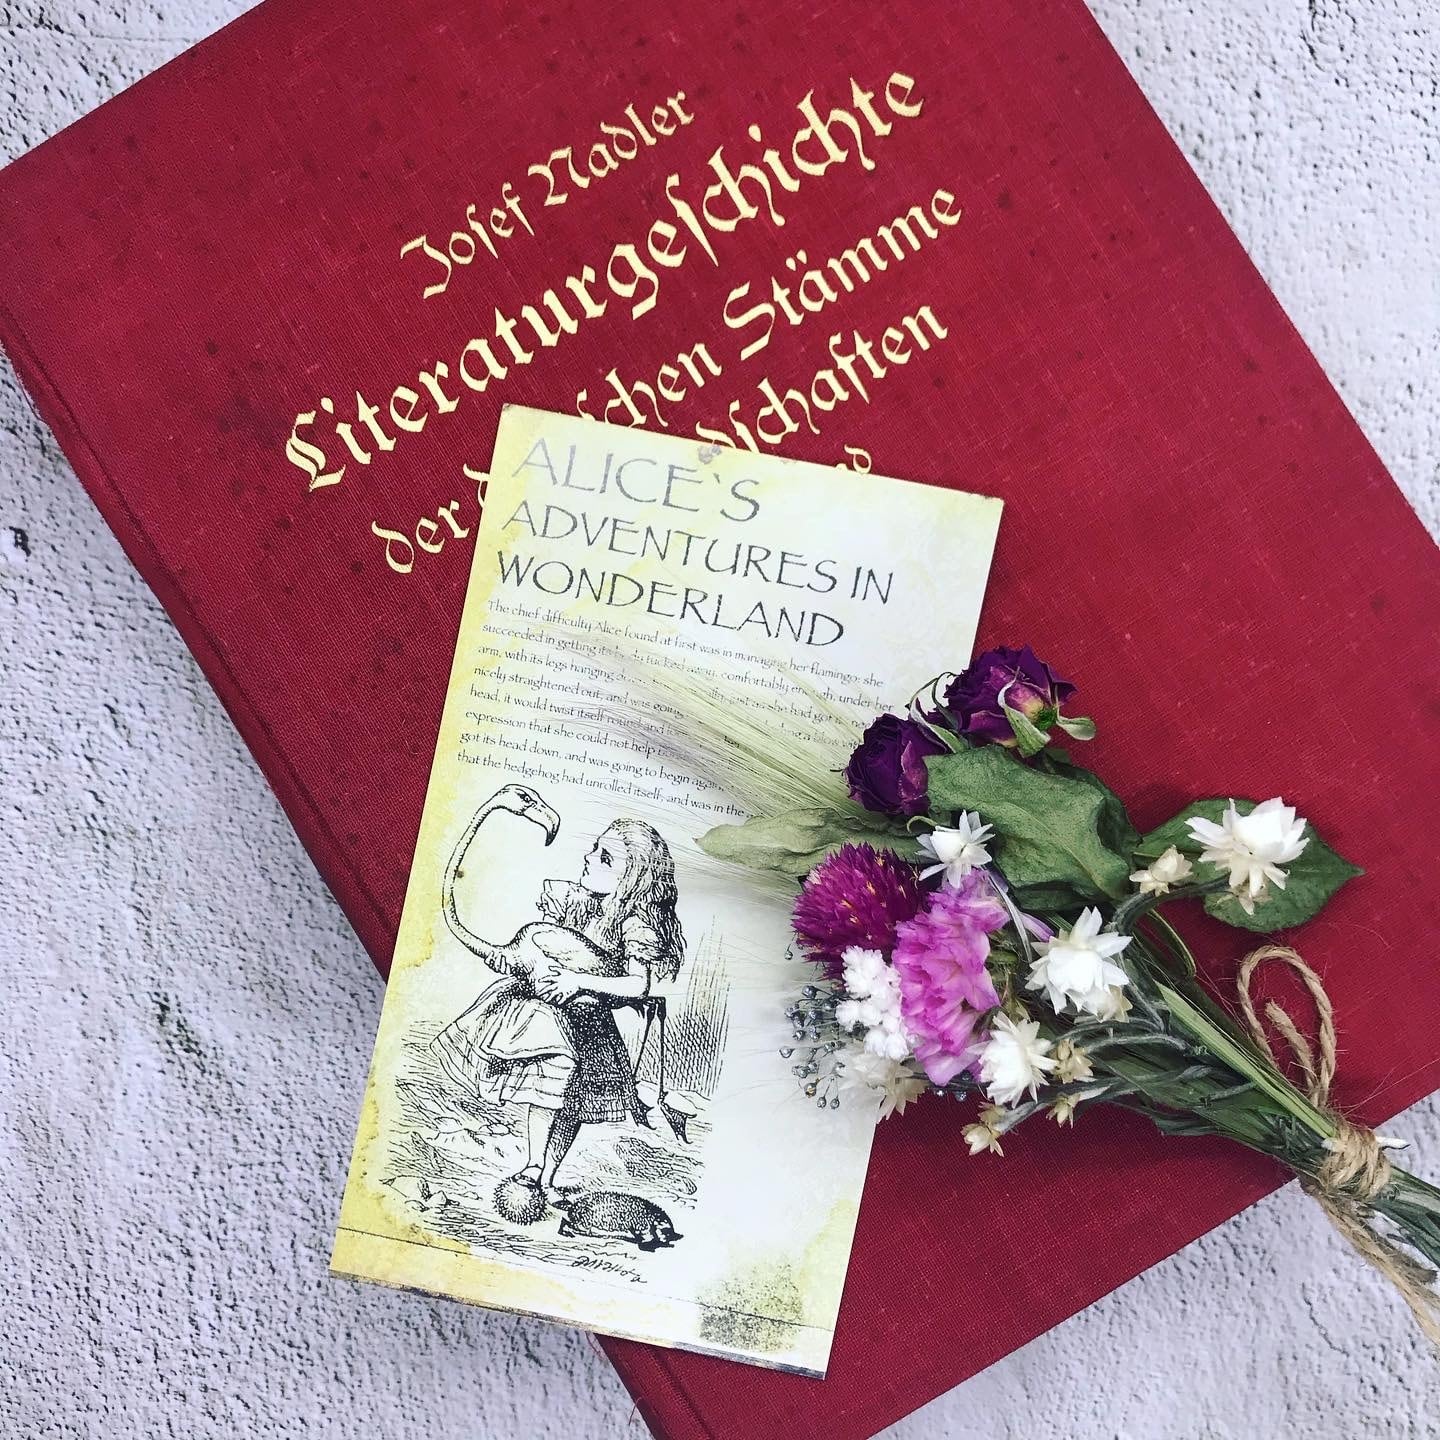 Josef Nadler
Literaturgeschichte
der schen Stämme
schaften
ALICE`S
ADVENTURES IN
WONDERLAND
The chief difficulty Alice found at first was in managing her flamingo: she
succeeded in getting its body tucked away, comfortably enough, under her
arm, with its legs hanging
nicely straightened out, and was going
head, it would twist itself round and
expression that she could not help
got its head down, and was going to begin again,
that the hedgehog had unrolled itself, and was in the